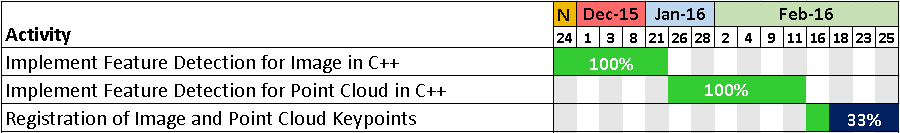 N Dec-15 Jan-16 Feb-16
Activity 24 1 3 8 21 26 28 2 4 9 11 16 18 23 25
Implement Feature Detection for Image in C++ 100%
Implement Feature Detection for Point Cloud in C++ 100%
Registration of Image and Point Cloud Keypoints 33%